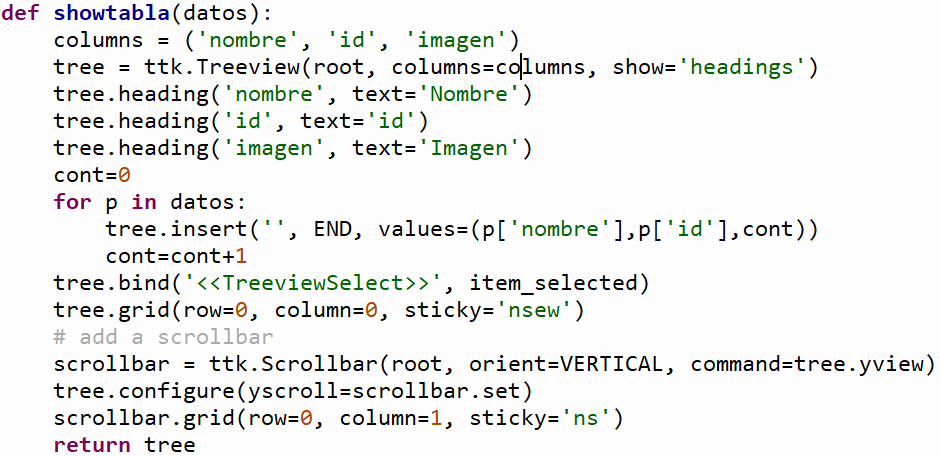 def showtabla(datos):
    columns = ('nombre', 'id', 'imagen')
    tree = ttk.Treeview(root, columns=columns, show='headings')
    tree.heading('nombre', text='Nombre')
    tree.heading('id', text='id')
    tree.heading('imagen', text='Imagen')
    cont=0
    for p in datos:
        tree.insert('', END, values=(p['nombre'],p['id'],cont))
        cont=cont+1
    tree.bind('<<TreeviewSelect>>', item_selected)
    tree.grid(row=0, column=0, sticky='nsew')
    # add a scrollbar
    scrollbar = ttk.Scrollbar(root, orient=VERTICAL, command=tree.yview)
    tree.configure(yscroll=scrollbar.set)
    scrollbar.grid(row=0, column=1, sticky='ns')
    return tree